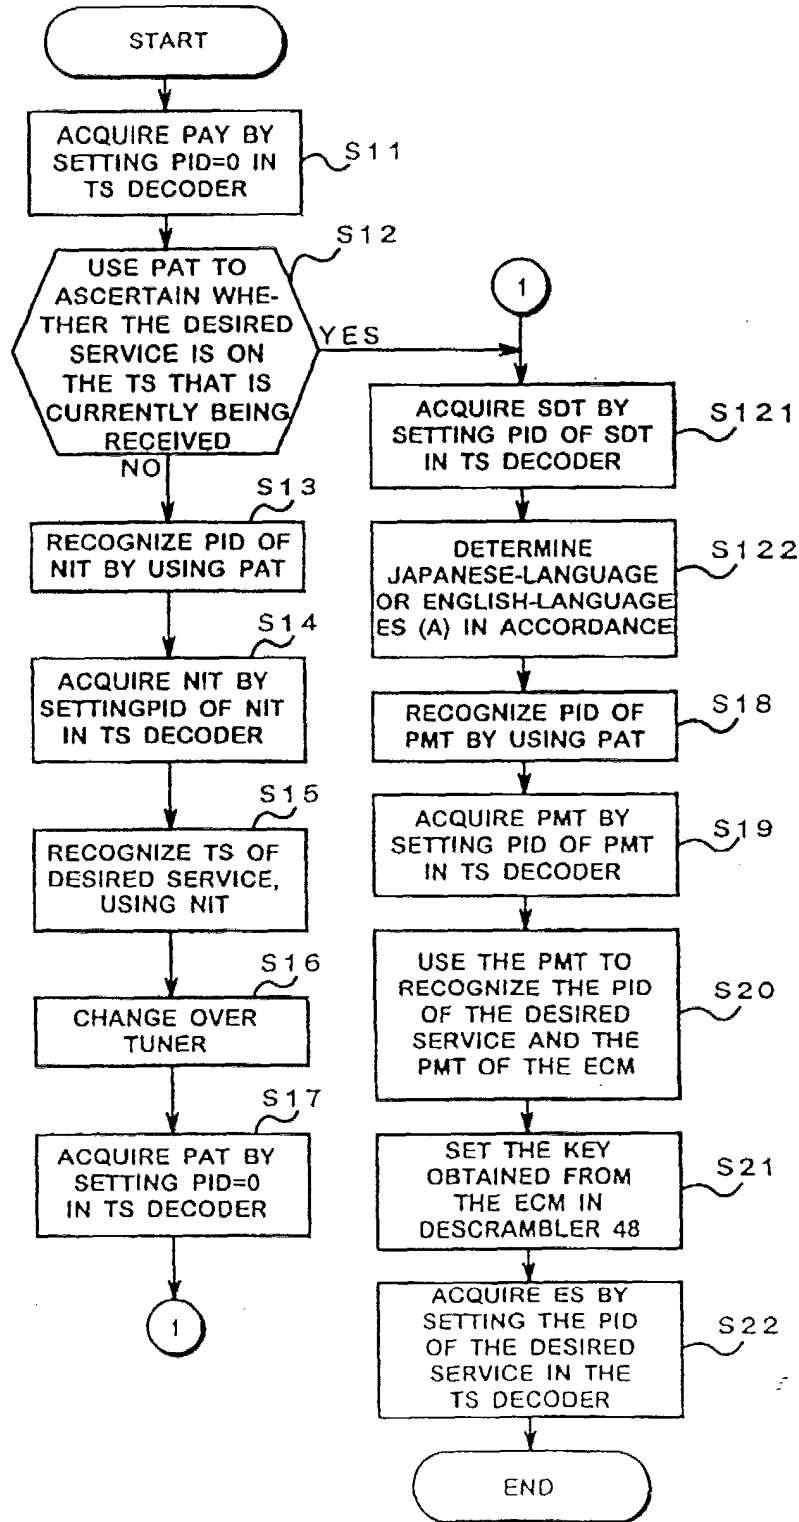 START
ACQUIRE PAY BY
SETTING PID=0 IN
TS DECODER
S11
S12
USE PAT TO
ASCERTAIN WHE-
THER THE DESIRED
SERVICE IS ON
THE TS THAT IS
CURRENTLY BEING
RECEIVED
YES
NO
S13
RECOGNIZE PID OF
NIT BY USING PAT
S14
ACQUIRE NIT BY
SETTINGPID OF NIT
IN TS DECODER
S15
RECOGNIZE TS OF
DESIRED SERVICE,
USING NIT
S16
CHANGE OVER
TUNER
S17
ACQUIRE PAT BY
SETTING PID=0
IN TS DECODER
1
1
ACQUIRE SDT BY
SETTING PID OF SDT
IN TS DECODER
S121
DETERMINE
JAPANESE-LANGUAGE
OR ENGLISH-LANGUAGE
ES (A) IN ACCORDANCE
S122
RECOGNIZE PID OF
PMT BY USING PAT
S18
ACQUIRE PMT BY
SETTING PID OF PMT
IN TS DECODER
S19
USE THE PMT TO
RECOGNIZE THE PID
OF THE DESIRED
SERVICE AND THE
PMT OF THE ECM
S20
SET THE KEY
OBTAINED FROM
THE ECM IN
DESCRAMBLER 48
S21
ACQUIRE ES BY
SETTING THE PID
OF THE DESIRED
SERVICE IN THE
TS DECODER
S22
END